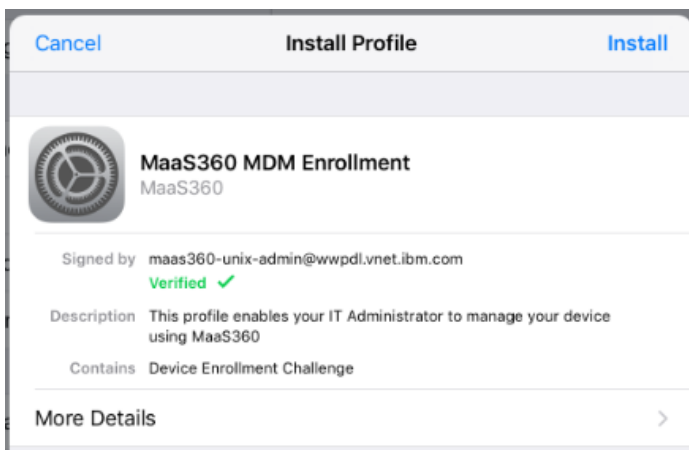 Cancel Install Profile Install
MaaS360 MDM Enrollment
MaaS360
Signed by maas360-unix-admin@wwpdl.vnet.ibm.com
Verified ✓
Description This profile enables your IT Administrator to manage your device
using MaaS360
Contains Device Enrollment Challenge
More Details